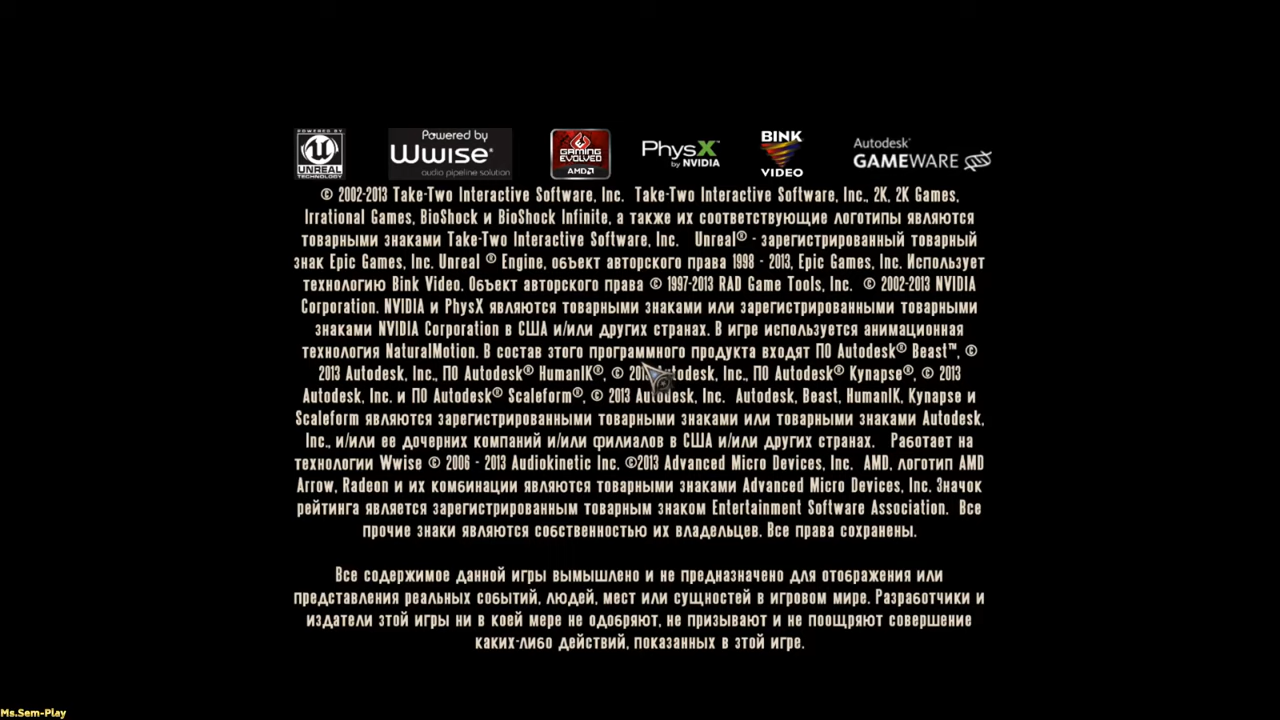 POWERED BY
UNREAL
TECHNOLOGY
Powered by
Wwise®
audio pipeline solution
GAMING
EVOLVED
AMD
PhysX
by NVIDIA
BINK
VIDEO
Autodesk®
GAMEWARE
© 2002-2013 Take-Two Interactive Software, Inc. Take-Two Interactive Software, Inc., 2K, 2K Games,
Irrational Games, BioShock и BioShock Infinite, а также их соответствующие логотипы являются
товарными знаками Take-Two Interactive Software, Inc. Unreal® - зарегистрированный товарный
знак Epic Games, Inc. Unreal ® Engine, объект авторского права 1998 - 2013, Epic Games, Inc. Использует
технологию Bink Video. Объект авторского права © 1997-2013 RAD Game Tools, Inc. © 2002-2013 NVIDIA
Corporation. NVIDIA и PhysX являются товарными знаками или зарегистрированными товарными
знаками NVIDIA Corporation в США и/или других странах. В игре используется анимационная
технология NaturalMotion. В состав этого программного продукта входят ПО Autodesk® Beast™, ©
2013 Autodesk, Inc., ПО Autodesk® HumanIK®, © Autodesk, Inc., ПО Autodesk® Kynapse®, © 2013
Autodesk, Inc. и ПО Autodesk® Scaleform®, © 2013 Autodesk, Inc. Autodesk, Beast, HumanIK, Kynapse и
Scaleform являются зарегистрированными товарными знаками или товарными знаками Autodesk,
Inc., и/или ее дочерних компаний и/или филиалов в США и/или других странах. Работает на
технологии Wwise © 2006 - 2013 Audiokinetic Inc. ©2013 Advanced Micro Devices, Inc. AMD, логотип AMD
Arrow, Radeon и их комбинации являются товарными знаками Advanced Micro Devices, Inc. Значок
рейтинга является зарегистрированным товарным знаком Entertainment Software Association. Все
прочие знаки являются собственностью их владельцев. Все права сохранены.
Все содержимое данной игры вымышлено и не предназначено для отображения или
представления реальных событий, людей, мест или сущностей в игровом мире. Разработчики и
издатели этой игры ни в коей мере не одобряют, не призывают и не поощряют совершение
каких-либо действий, показанных в этой игре.
Ms.Sem-Play